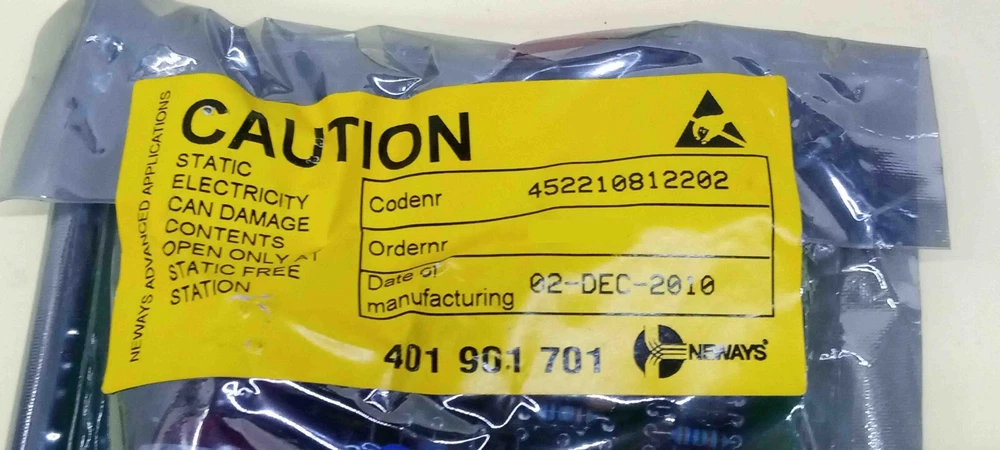 NEWAYS ADVANCED APPLICATIONS
CAUTION
STATIC
ELECTRICITY
CAN DAMAGE
CONTENTS
OPEN ONLY AT
STATIC FREE
STATION
Codenr 452210812202
Ordernr
Date of
manufacturing 02-DEC-2010
401 901 701
NEWAYS